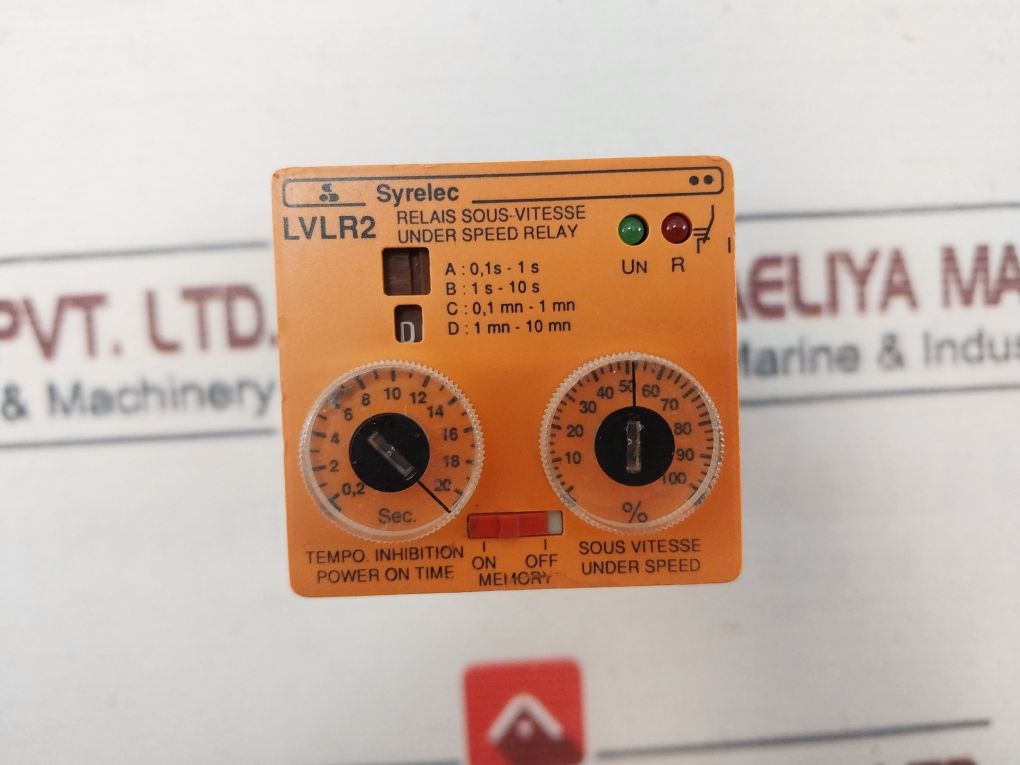 Syrelec
LVLR2
RELAIS SOUS-VITESSE
UNDER SPEED RELAY
UN R
A : 0,1s - 1 s
B : 1 s - 10 s
C : 0,1 mn - 1 mn
D : 1 mn - 10 mn
D
0,2 2 4 6 8 10 12 14 16 18 20
Sec.
10 20 30 40 50 60 70 80 90 100
%
TEMPO. INHIBITION
POWER ON TIME
ON OFF
MEMORY
SOUS VITESSE
UNDER SPEED
PVT. LTD.
& Machinery
AELIYA MA
Marine & Indus